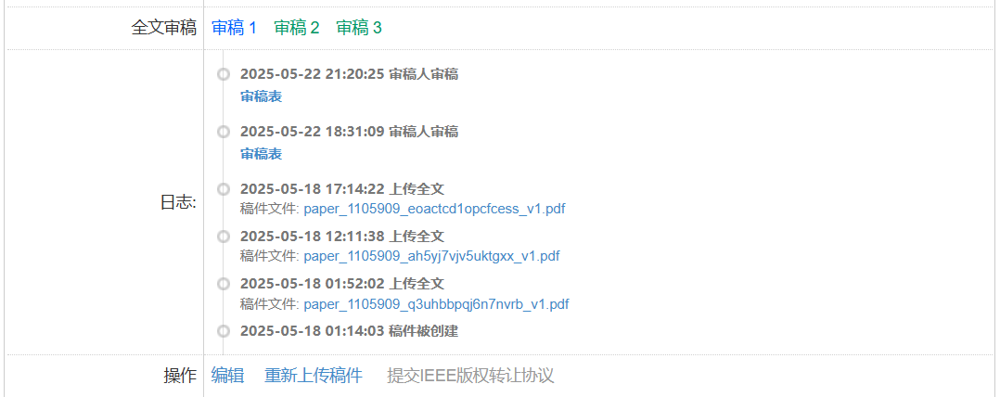 全文审稿 审稿 1 审稿 2 审稿 3
2025-05-22 21:20:25 审稿人审稿
审稿表
2025-05-22 18:31:09 审稿人审稿
审稿表
日志:
2025-05-18 17:14:22 上传全文
稿件文件: paper_1105909_eoactcd1opcfcess_v1.pdf
2025-05-18 12:11:38 上传全文
稿件文件: paper_1105909_ah5yj7vjv5uktgxx_v1.pdf
2025-05-18 01:52:02 上传全文
稿件文件: paper_1105909_q3uhbbpqj6n7nvrb_v1.pdf
2025-05-18 01:14:03 稿件被创建
操作 编辑 重新上传稿件 提交IEEE版权转让协议